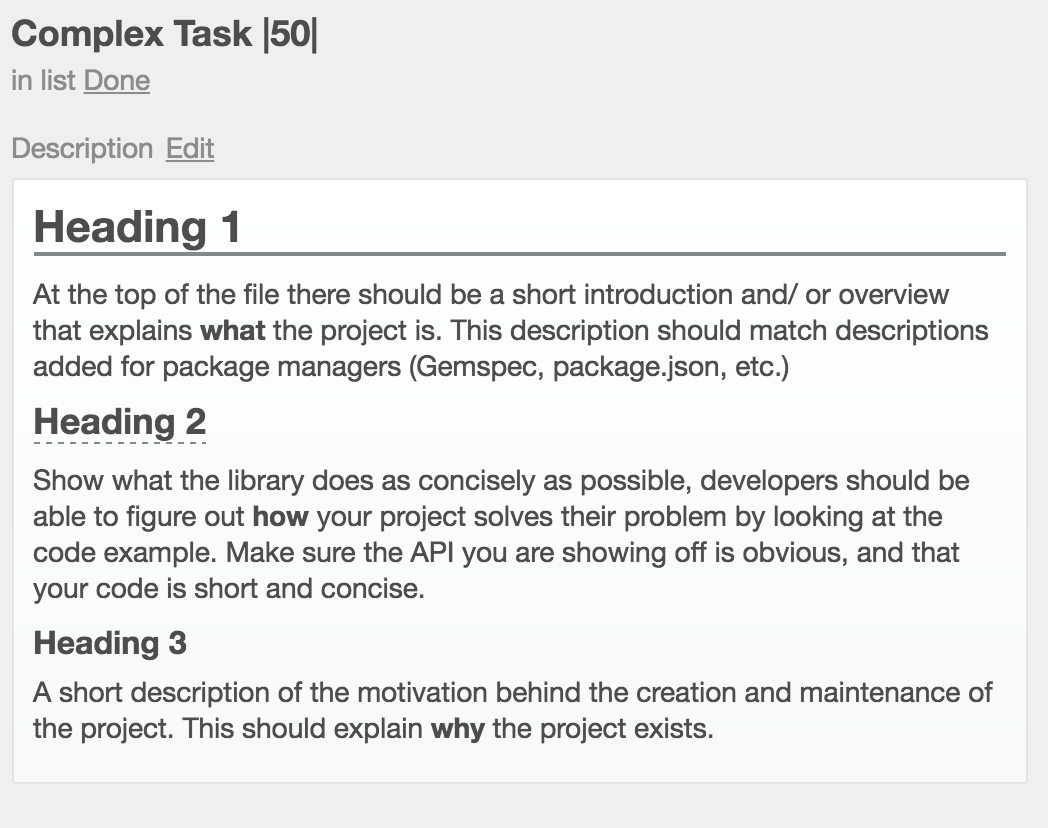 Complex Task |50|
in list Done
Description Edit
Heading 1
At the top of the file there should be a short introduction and/ or overview
that explains what the project is. This description should match descriptions
added for package managers (Gemspec, package.json, etc.)
Heading 2
Show what the library does as concisely as possible, developers should be
able to figure out how your project solves their problem by looking at the
code example. Make sure the API you are showing off is obvious, and that
your code is short and concise.
Heading 3
A short description of the motivation behind the creation and maintenance of
the project. This should explain why the project exists.